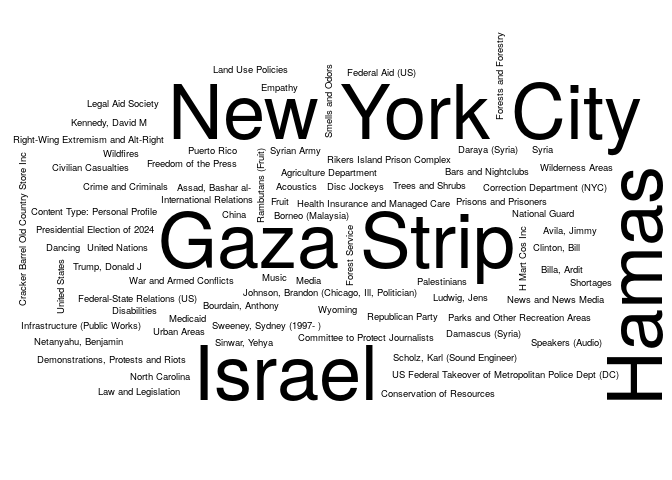 Land Use Policies
Federal Aid (US)
Smells and Odors
Forests and Forestry
Empathy
Legal Aid Society
New York City
Kennedy, David M
Right-Wing Extremism and Alt-Right
Wildfires
Puerto Rico
Syrian Army
Daraya (Syria)
Syria
Rikers Island Prison Complex
Civilian Casualties
Freedom of the Press
Rambutans (Fruit)
Agriculture Department
Bars and Nightclubs
Wilderness Areas
Cracker Barrel Old Country Store Inc
Crime and Criminals
Assad, Bashar al-
Acoustics
Disc Jockeys
Trees and Shrubs
Correction Department (NYC)
International Relations
Fruit
Health Insurance and Managed Care
Prisons and Prisoners
Content Type: Personal Profile
China
Borneo (Malaysia)
National Guard
Hamas
Presidential Election of 2024
Gaza Strip
Avila, Jimmy
Dancing
United Nations
Forest Service
H Mart Cos Inc
Clinton, Bill
United States
Trump, Donald J
Billa, Ardit
War and Armed Conflicts
Music
Media
Palestinians
Shortages
Johnson, Brandon (Chicago, Ill, Politician)
Federal-State Relations (US)
Ludwig, Jens
News and News Media
Disabilities
Bourdain, Anthony
Wyoming
Medicaid
Republican Party
Parks and Other Recreation Areas
Infrastructure (Public Works)
Sweeney, Sydney (1997- )
Urban Areas
Committee to Protect Journalists
Damascus (Syria)
Netanyahu, Benjamin
Sinwar, Yehya
Speakers (Audio)
Demonstrations, Protests and Riots
Israel
Scholz, Karl (Sound Engineer)
North Carolina
US Federal Takeover of Metropolitan Police Dept (DC)
Law and Legislation
Conservation of Resources